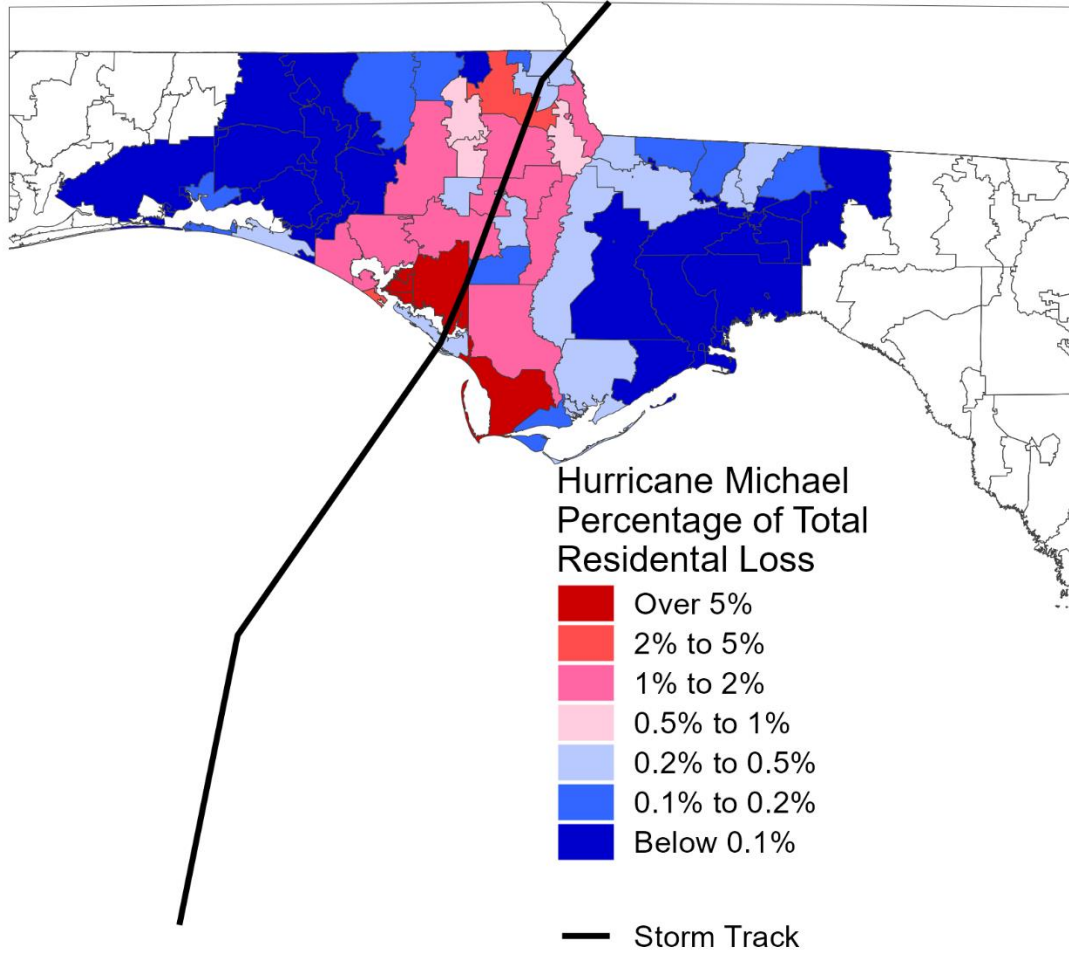 Hurricane Michael
Percentage of Total
Residental Loss
Over 5%
2% to 5%
1% to 2%
0.5% to 1%
0.2% to 0.5%
0.1% to 0.2%
Below 0.1%
Storm Track